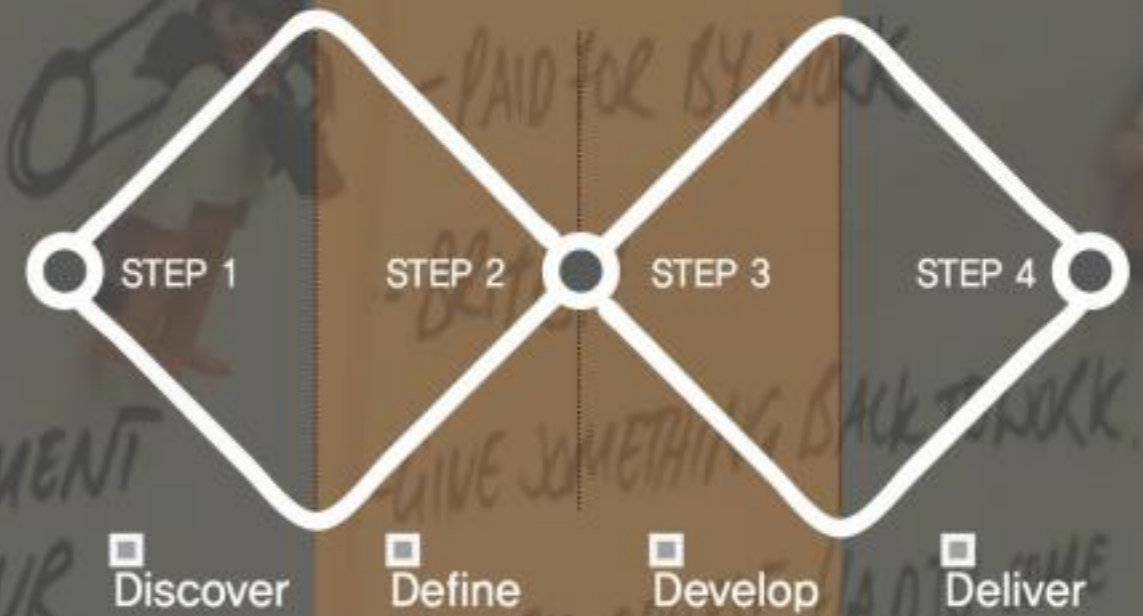 - PAID FOR BY WORK
STEP 1
STEP 2
STEP 3
STEP 4
-GIVE SOMETHING BACK TO WORK
Discover
Define
Develop
Deliver